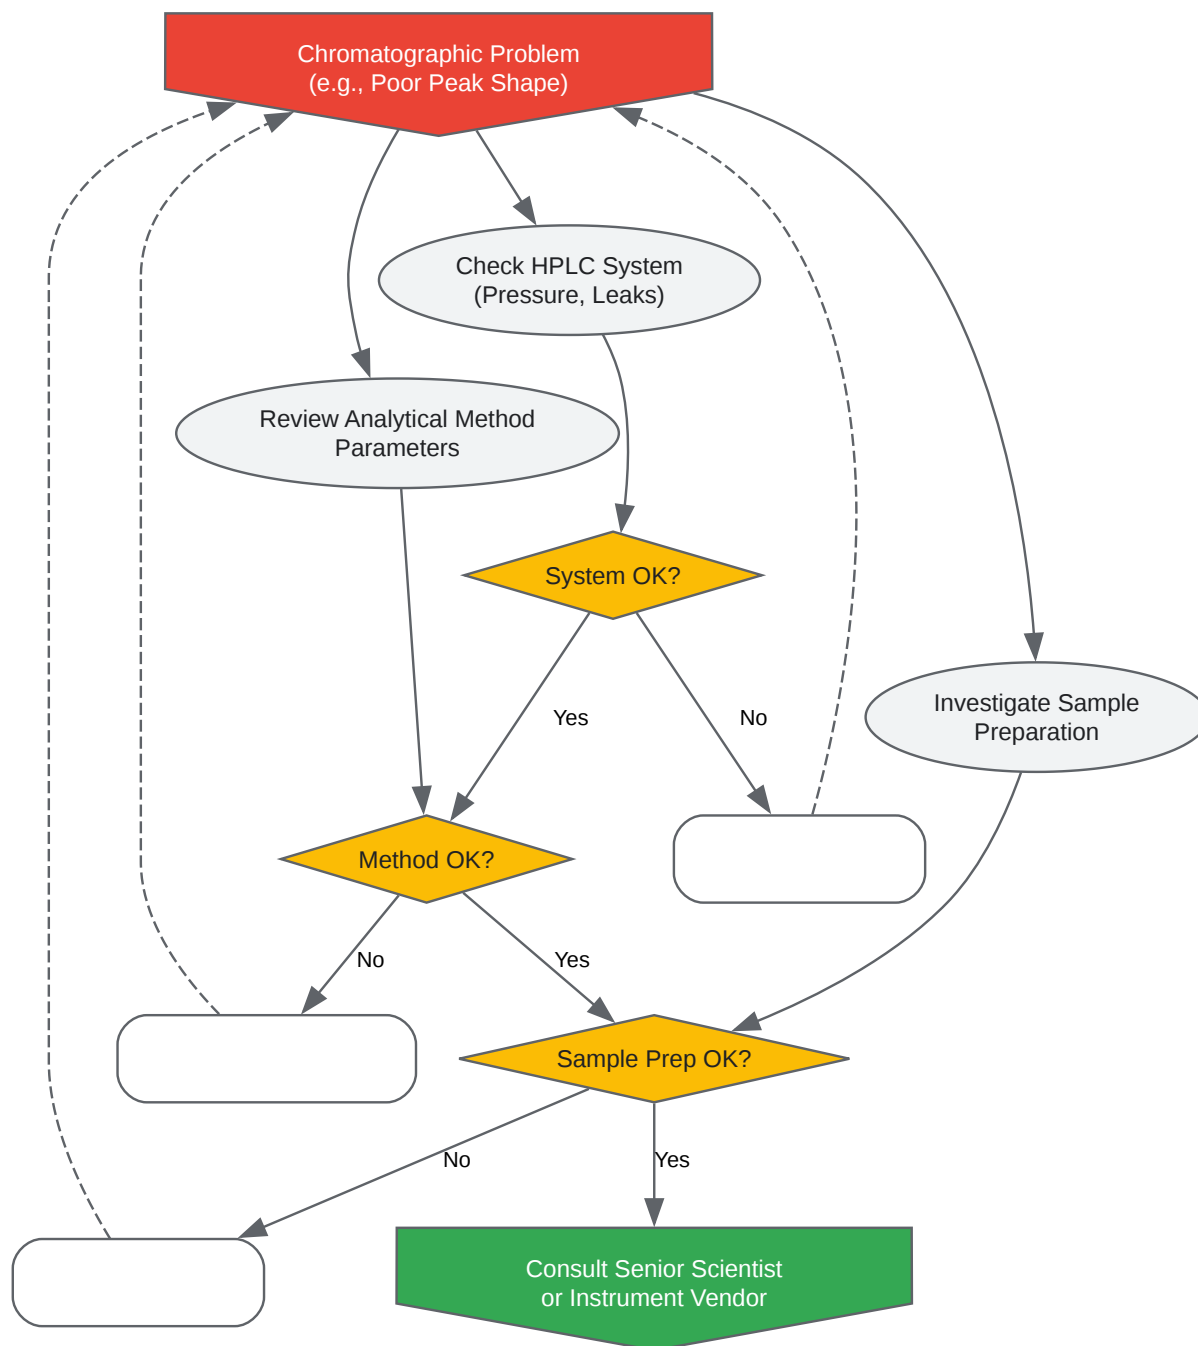 Chromatographic Problem
(e.g., Poor Peak Shape)
Check HPLC System
(Pressure, Leaks)
Review Analytical Method
Parameters
System OK?
Yes
No
Investigate Sample
Preparation
Method OK?
No
Yes
Sample Prep OK?
No
Yes
Consult Senior Scientist
or Instrument Vendor